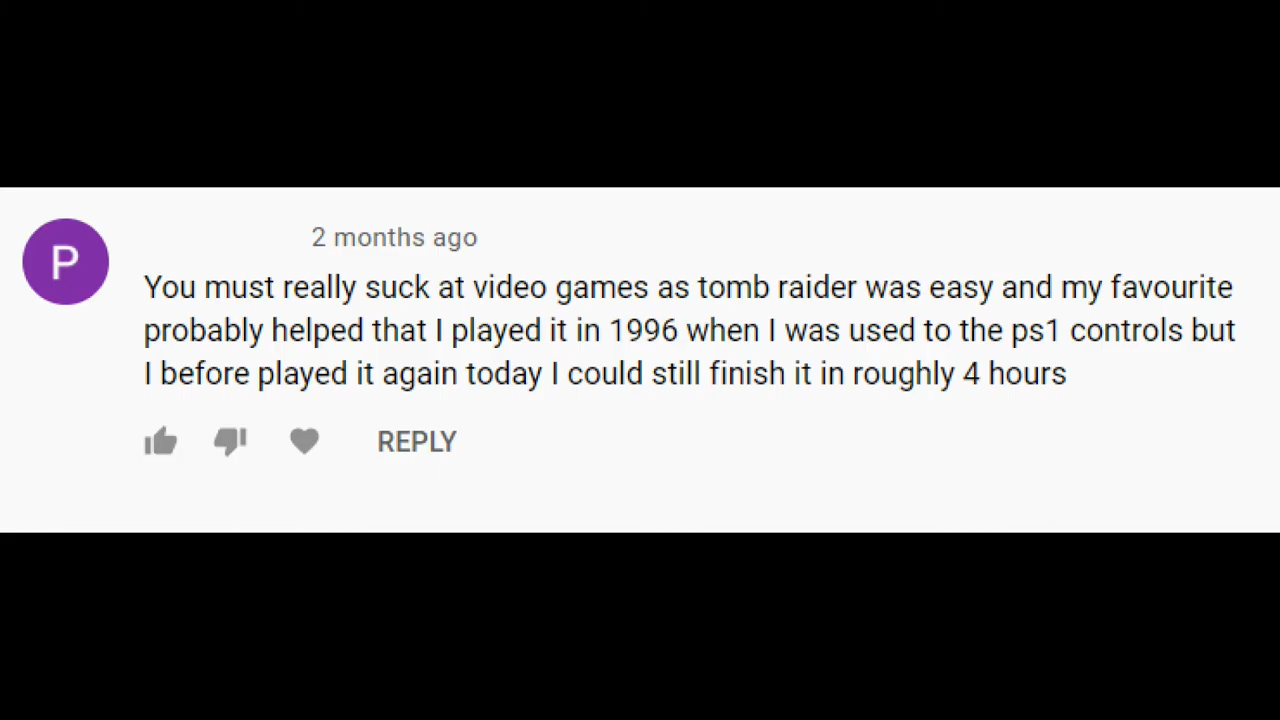 P
2 months ago
You must really suck at video games as tomb raider was easy and my favourite
probably helped that I played it in 1996 when I was used to the ps1 controls but
I before played it again today I could still finish it in roughly 4 hours
REPLY